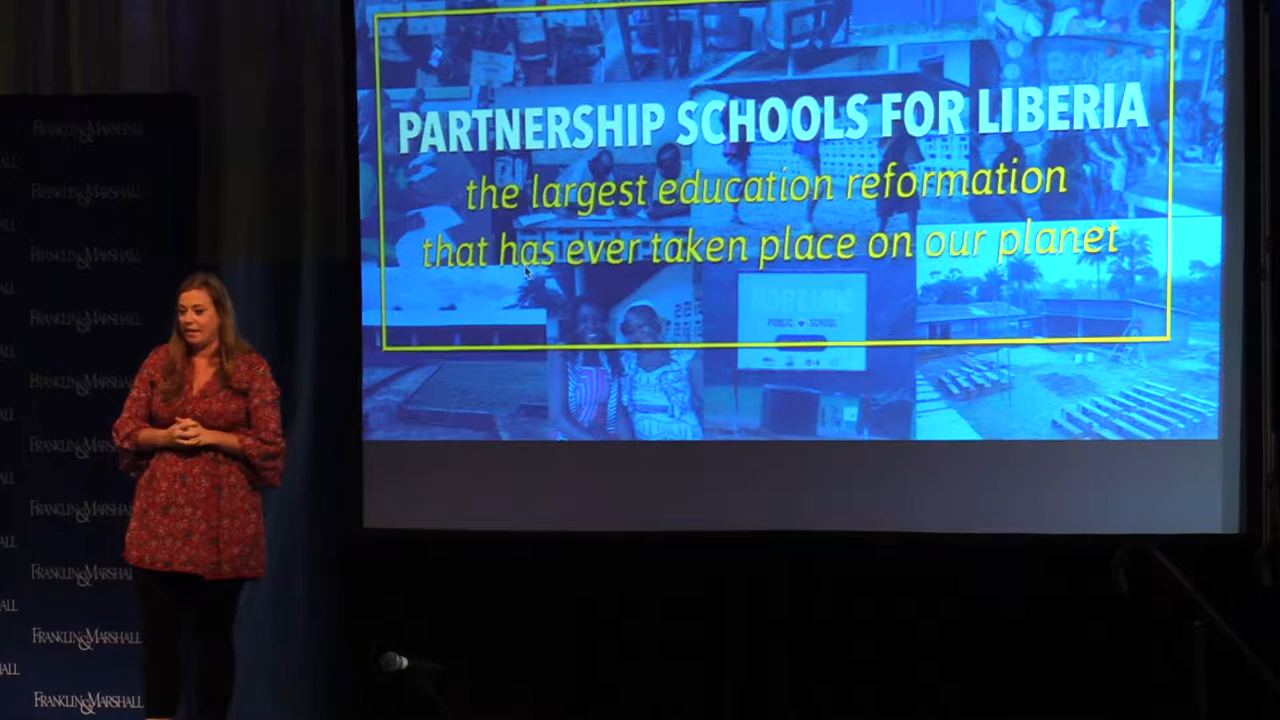 PARTNERSHIP SCHOOLS FOR LIBERIA
the largest education reformation
that has ever taken place on our planet
PUBLIC ♥ SCHOOL
FRANKLIN & MARSHALL
FRANKLIN & MARSHALL
FRANKLIN & MARSHALL
FRANKLIN & MARSHALL
FRANKLIN & MARSHALL
FRANKLIN & MARSHALL
FRANKLIN & MARSHALL
FRANKLIN & MARSHALL
FRANKLIN & MARSHALL
FRANKLIN & MARSHALL